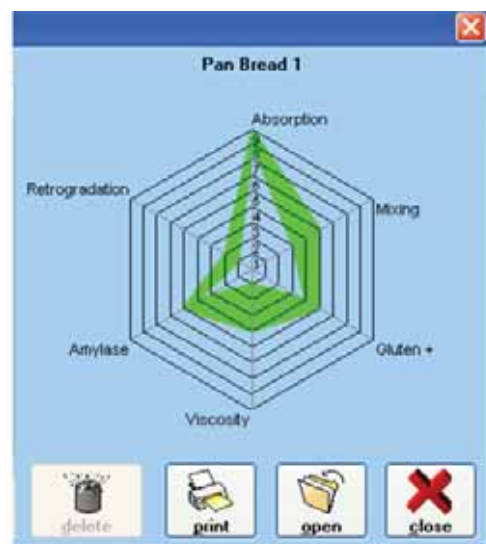 Pan Bread 1
Absorption
Retrogradation
Mixing
Amylase
Gluten +
Viscosity
delete
print
open
close